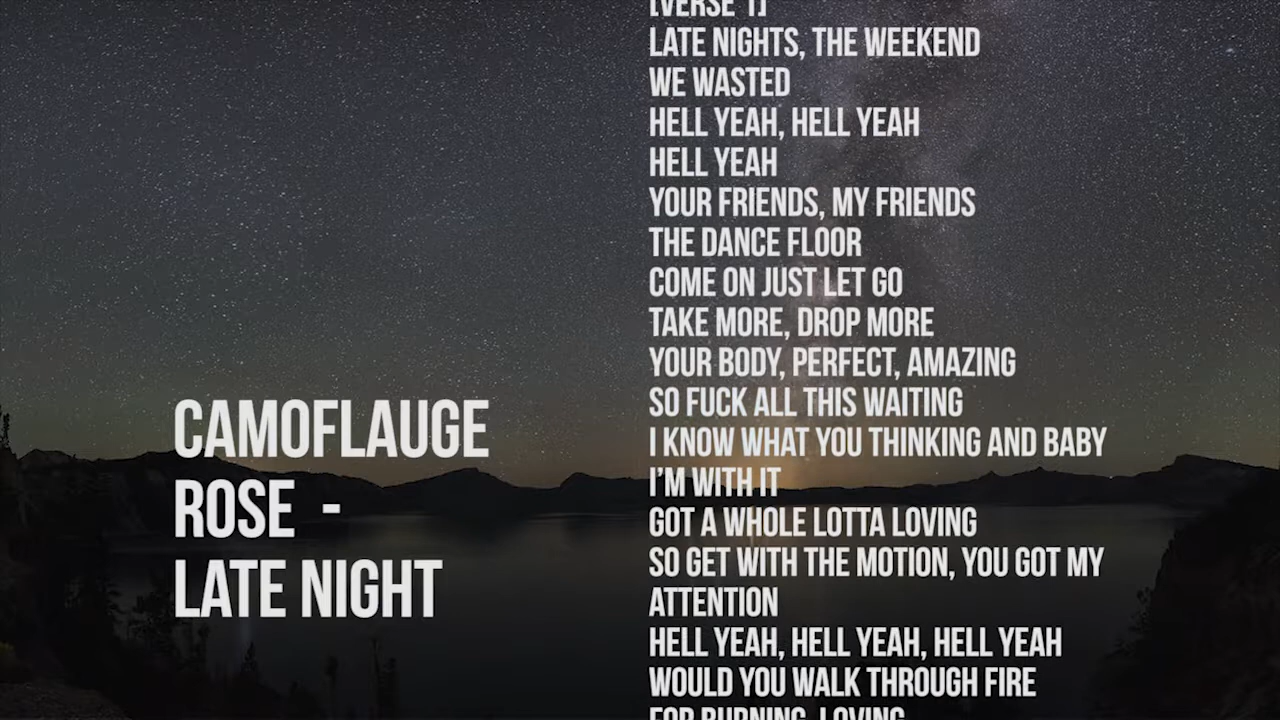 CAMOFLAUGE
ROSE -
LATE NIGHT
[VERSE 1]
LATE NIGHTS, THE WEEKEND
WE WASTED
HELL YEAH, HELL YEAH
HELL YEAH
YOUR FRIENDS, MY FRIENDS
THE DANCE FLOOR
COME ON JUST LET GO
TAKE MORE, DROP MORE
YOUR BODY, PERFECT, AMAZING
SO FUCK ALL THIS WAITING
I KNOW WHAT YOU THINKING AND BABY
I'M WITH IT
GOT A WHOLE LOTTA LOVING
SO GET WITH THE MOTION, YOU GOT MY
ATTENTION
HELL YEAH, HELL YEAH, HELL YEAH
WOULD YOU WALK THROUGH FIRE
FOR BURNING, LOVING